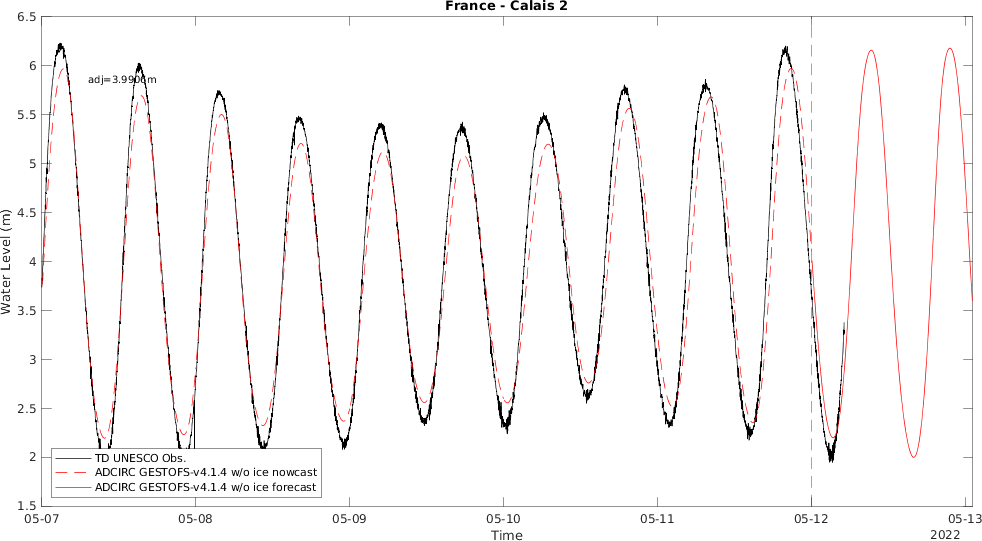 France - Calais 2
6.5
6
5.5
5
4.5
4
3.5
3
2.5
2
1.5
Water Level (m)
adj=3.9906m
TD UNESCO Obs.
ADCIRC GESTOFS-v4.1.4 w/o ice nowcast
ADCIRC GESTOFS-v4.1.4 w/o ice forecast
05-07 05-08 05-09 05-10 05-11 05-12 05-13
Time
2022